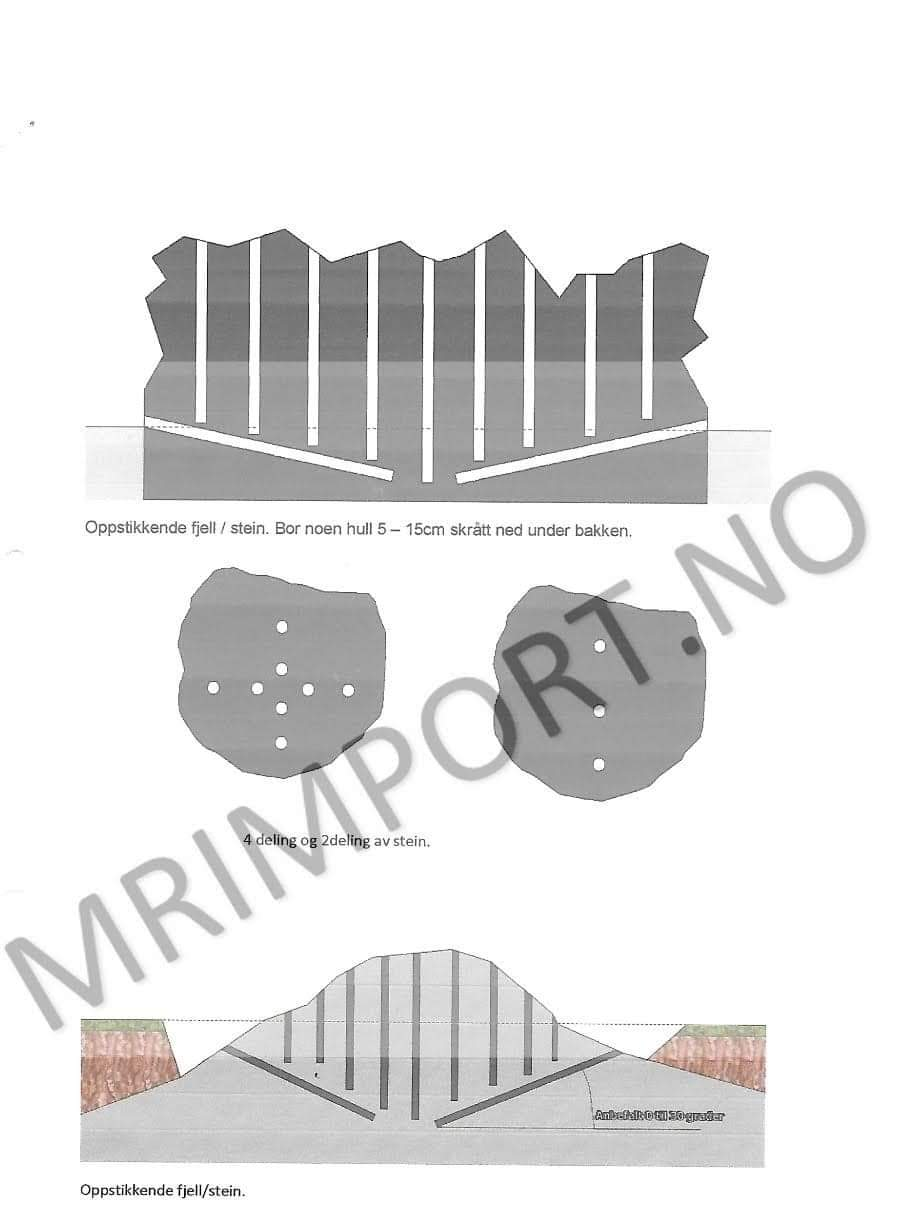 Oppstikkende fjell / stein. Bor noen hull 5 – 15cm skrått ned under bakken.
MRIMPORT.NO
4 deling og 2deling av stein.
Anbefalt 0 til 30 grader
Oppstikkende fjell/stein.